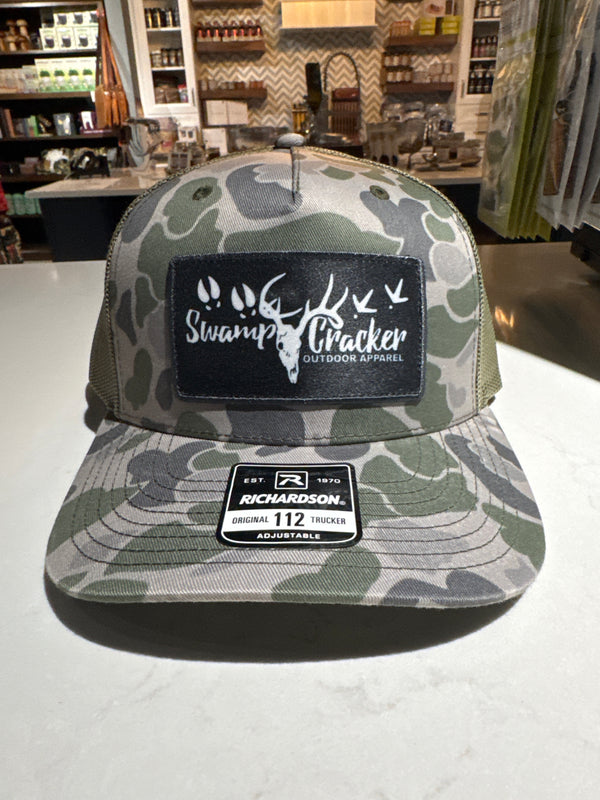 Swamp Cracker
OUTDOOR APPAREL
EST. R 1970
RICHARDSON®
ORIGINAL 112 TRUCKER
ADJUSTABLE